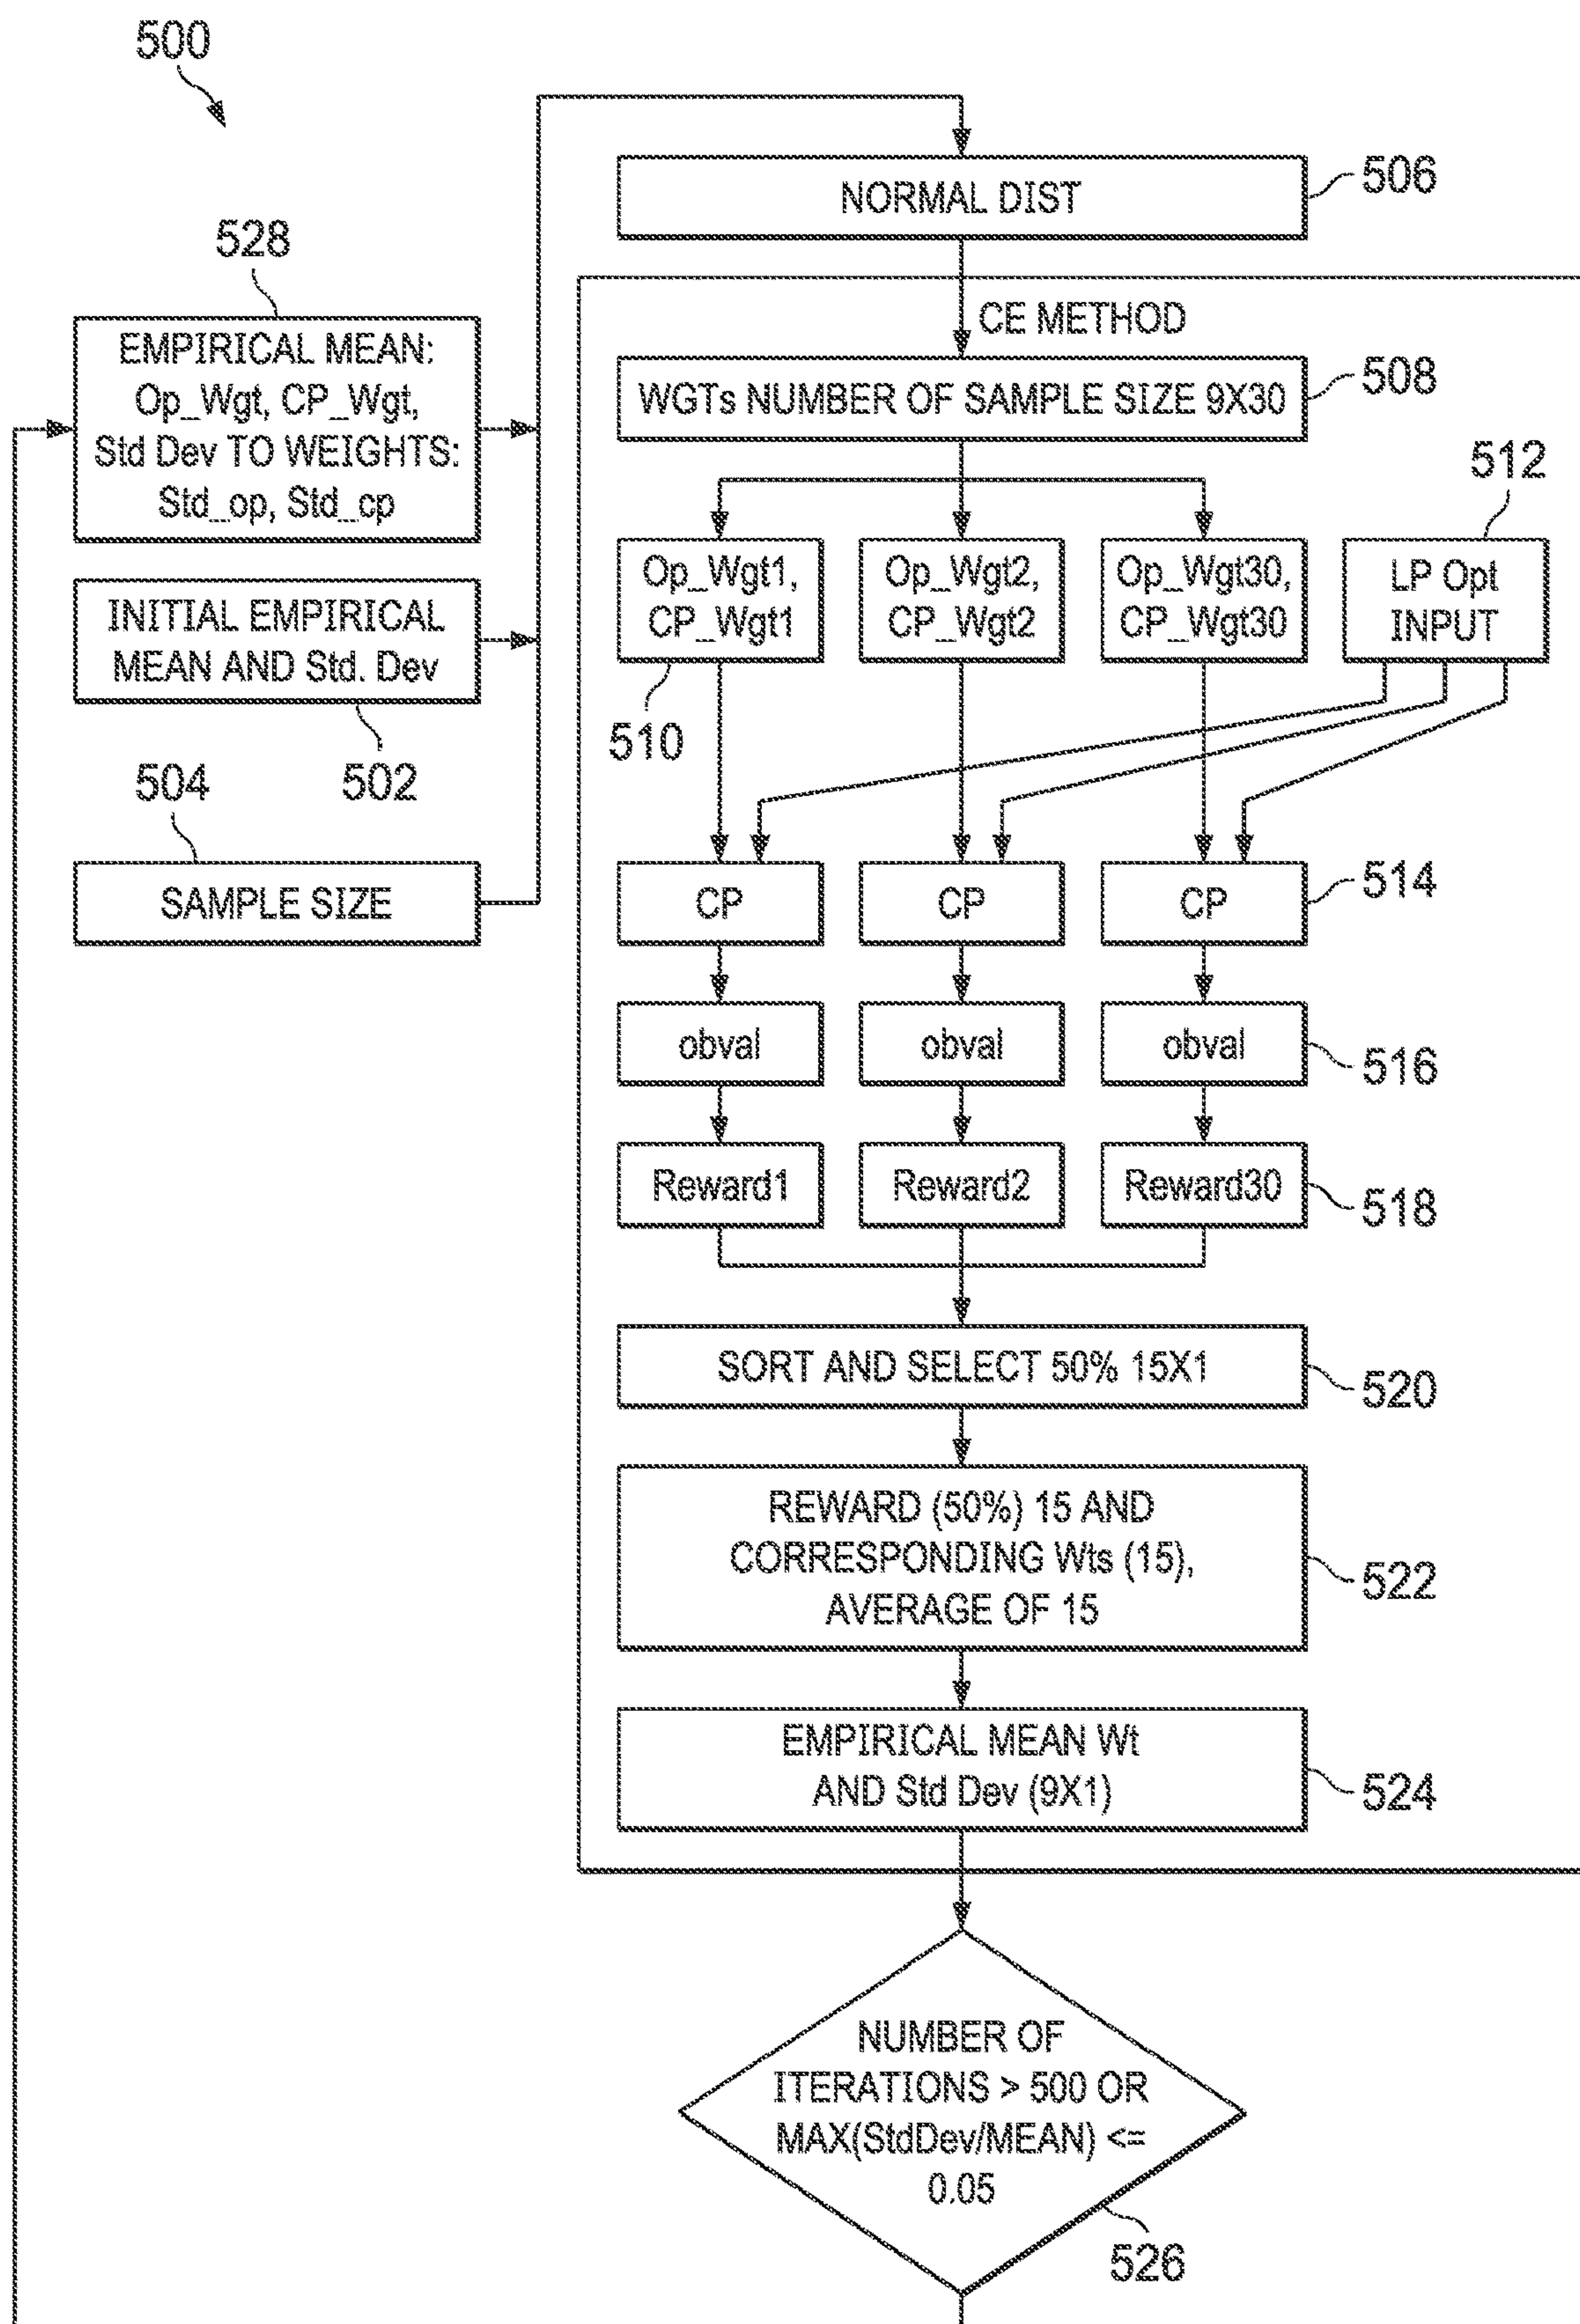 500
NORMAL DIST
506
528
EMPIRICAL MEAN:
Op_Wgt, CP_Wgt,
Std Dev TO WEIGHTS:
Std_op, Std_cp
INITIAL EMPIRICAL
MEAN AND Std. Dev
502
504
SAMPLE SIZE
CE METHOD
WGTs NUMBER OF SAMPLE SIZE 9X30
508
512
Op_Wgt1,
CP_Wgt1
Op_Wgt2,
CP_Wgt2
Op_Wgt30,
CP_Wgt30
LP Opt
INPUT
510
CP
CP
CP
514
obval
obval
obval
516
Reward1
Reward2
Reward30
518
SORT AND SELECT 50% 15X1
520
REWARD (50%) 15 AND
CORRESPONDING Wts (15),
AVERAGE OF 15
522
EMPIRICAL MEAN Wt
AND Std Dev (9X1)
524
NUMBER OF
ITERATIONS > 500 OR
MAX(StdDev/MEAN) <=
0.05
526